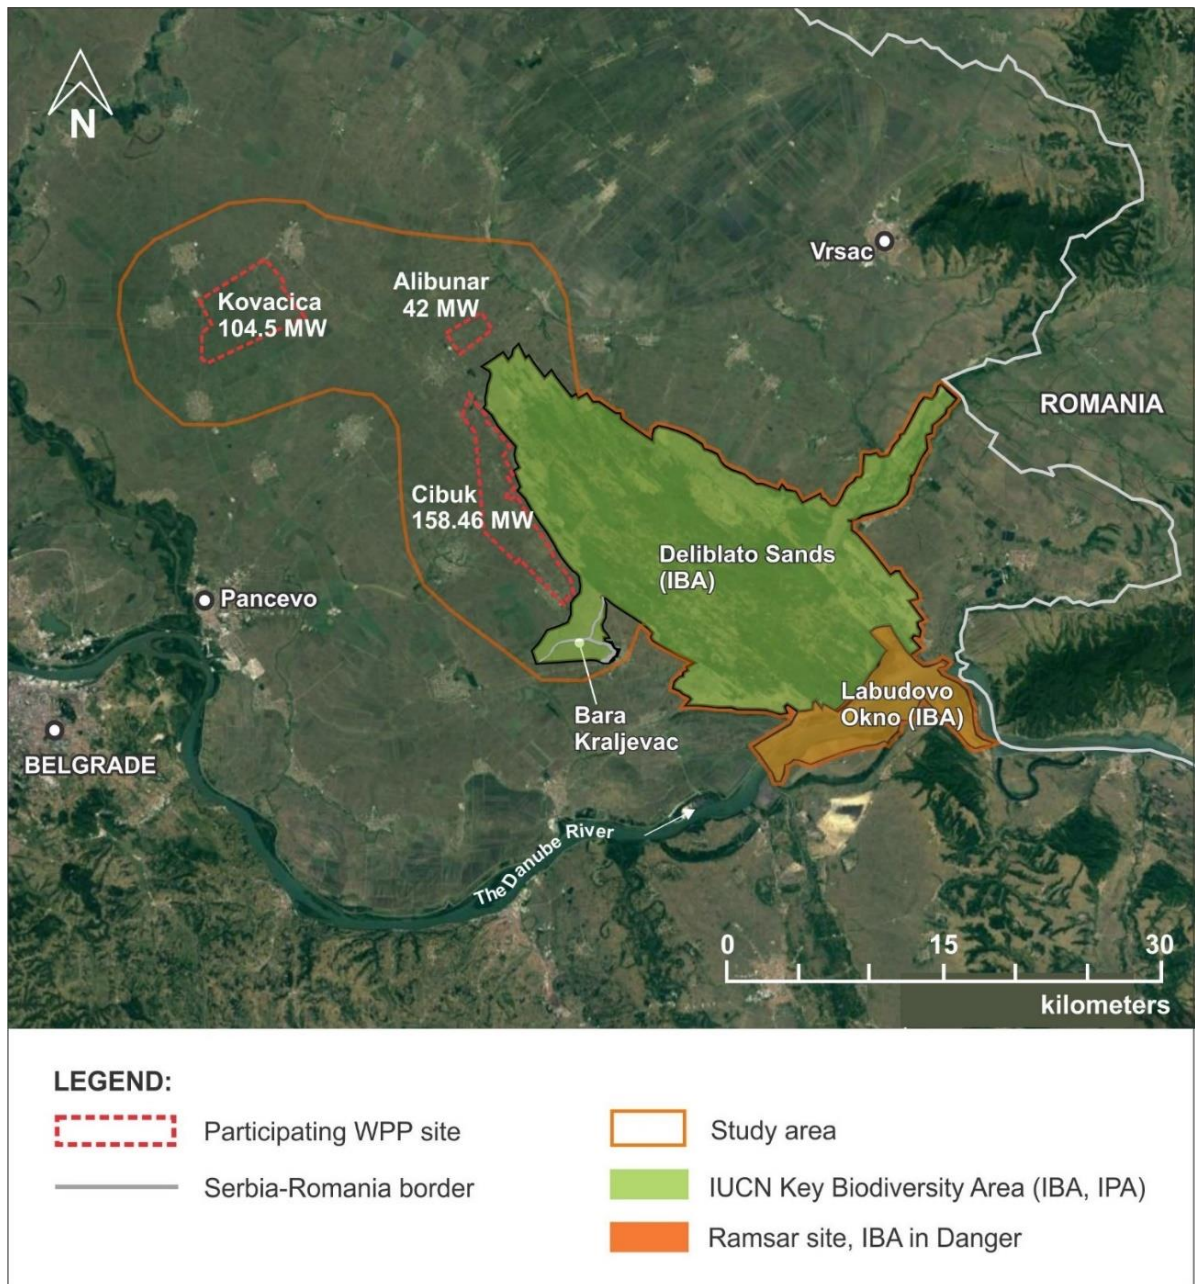 N
Vrsac
Alibunar
42 MW
Kovacica
104.5 MW
ROMANIA
Cibuk
158.46 MW
Deliblato Sands
(IBA)
Pancevo
Labudovo
Okno (IBA)
Bara
Kraljevac
BELGRADE
The Danube River
0 15 30
kilometers
LEGEND:
Participating WPP site
Serbia-Romania border
Study area
IUCN Key Biodiversity Area (IBA, IPA)
Ramsar site, IBA in Danger